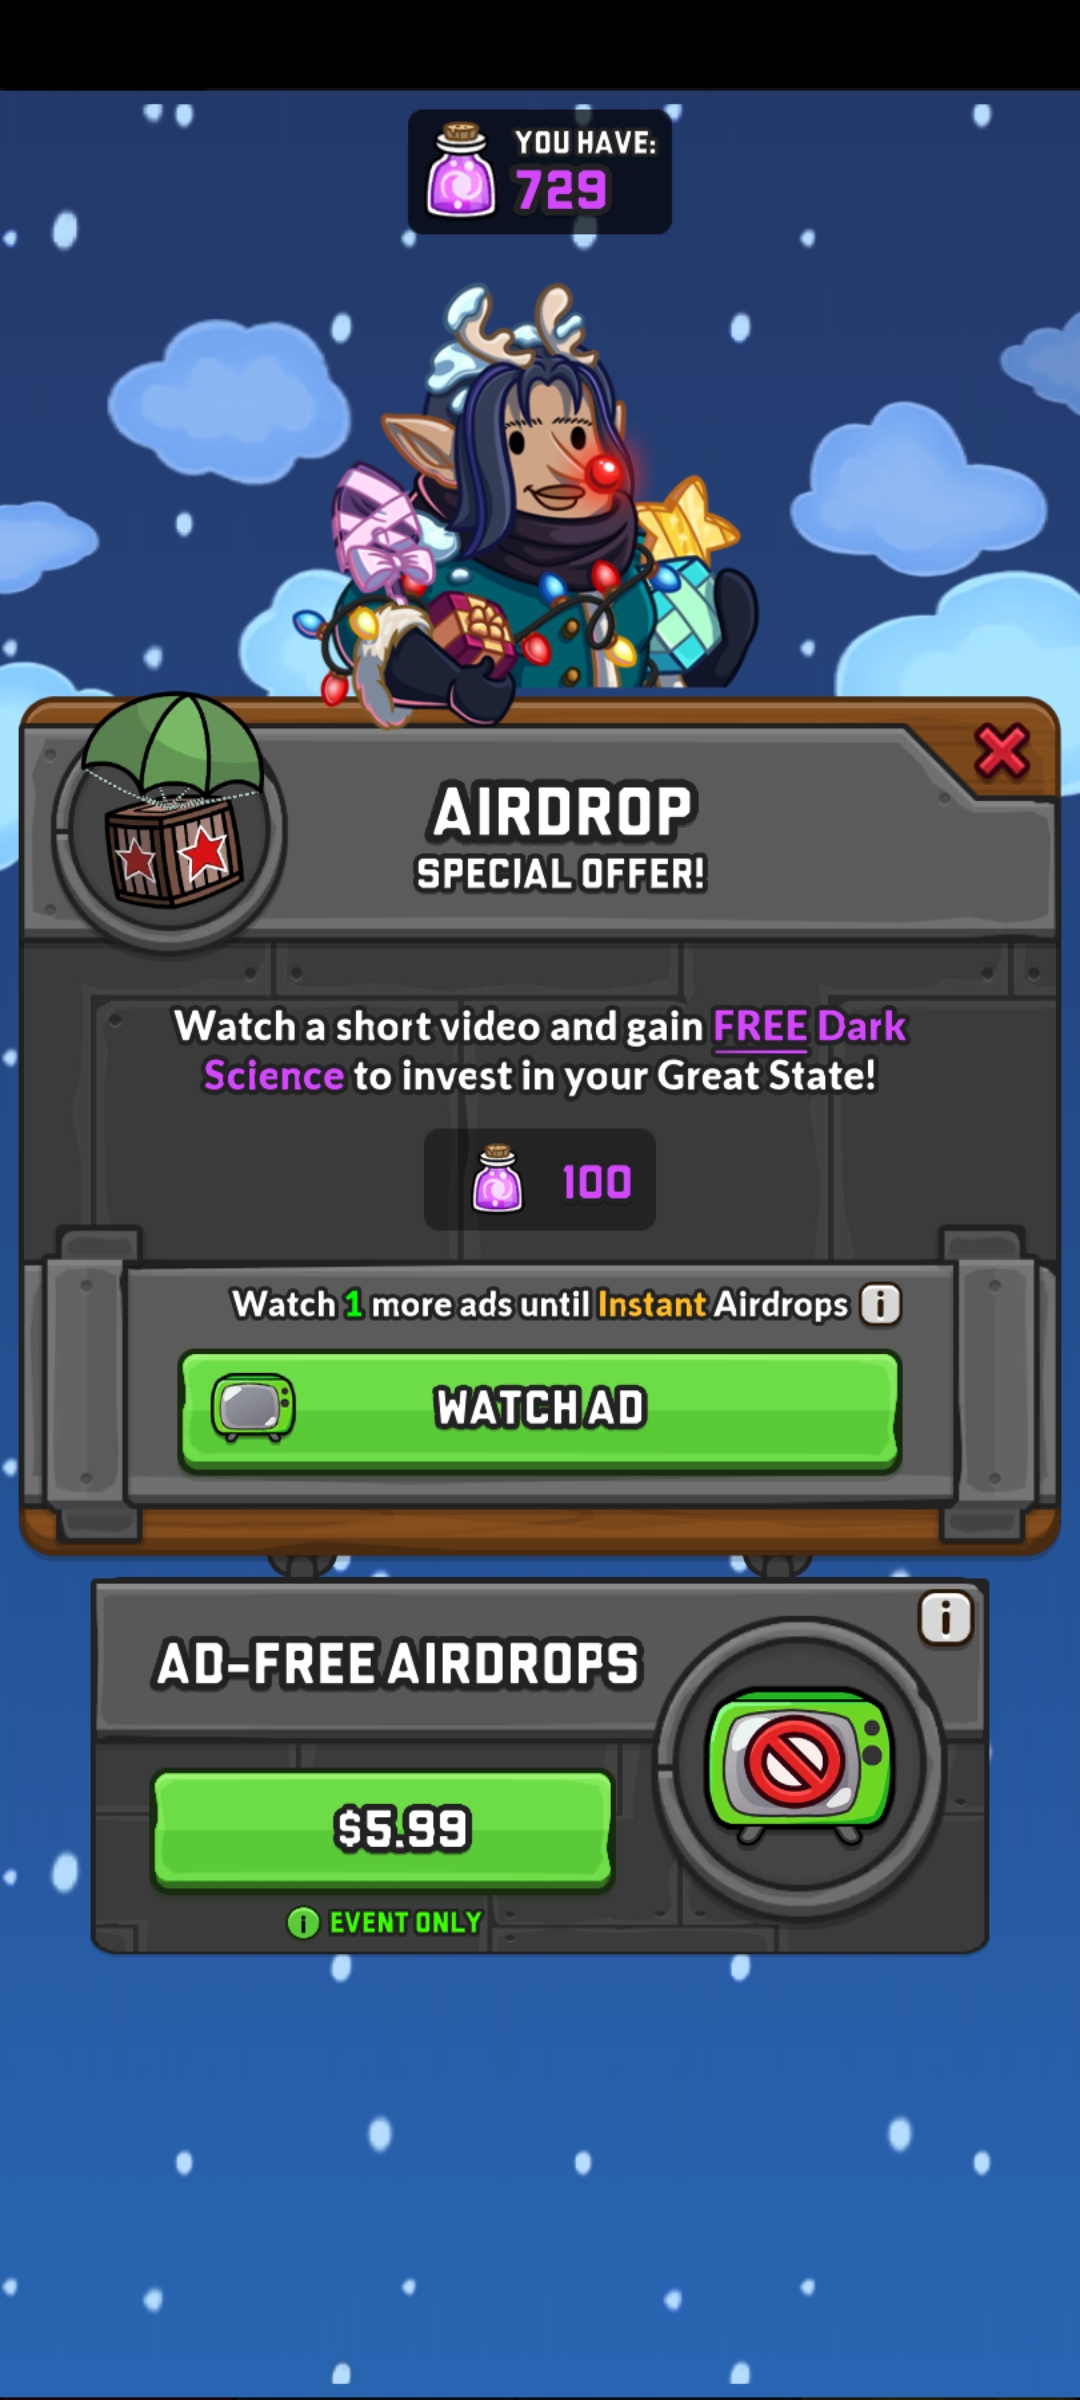 YOU HAVE:
729
AIRDROP
SPECIAL OFFER!
Watch a short video and gain FREE Dark
Science to invest in your Great State!
100
Watch 1 more ads until Instant Airdrops i
WATCH AD
i
AD-FREE AIRDROPS
$5.99
i EVENT ONLY